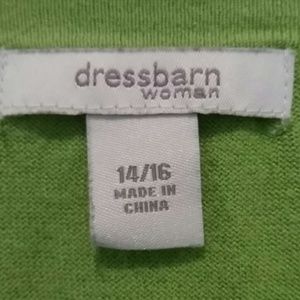 dressbarn
woman
14/16
MADE IN
CHINA